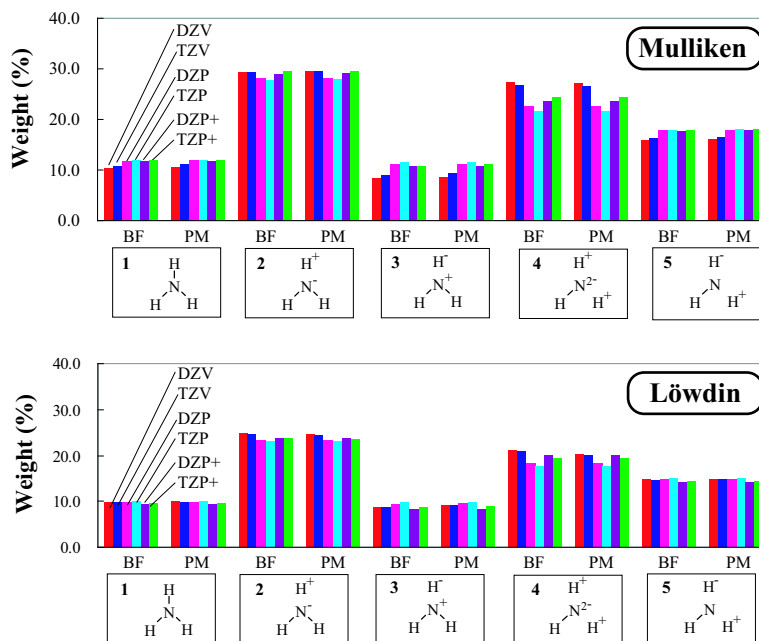 Weight (%)
40.0
30.0
20.0
10.0
0.0
DZV
TZV
DZP
TZP
DZP+
TZP+
Mulliken
BF PM BF PM BF PM BF PM BF PM
1 H N H H
2 H+ N- H H
3 H- N+ H H
4 H+ N2- H H+
5 H- N H H+
Weight (%)
40.0
30.0
20.0
10.0
0.0
DZV
TZV
DZP
TZP
DZP+
TZP+
Löwdin
BF PM BF PM BF PM BF PM BF PM
1 H N H H
2 H+ N- H H
3 H- N+ H H
4 H+ N2- H H+
5 H- N H H+